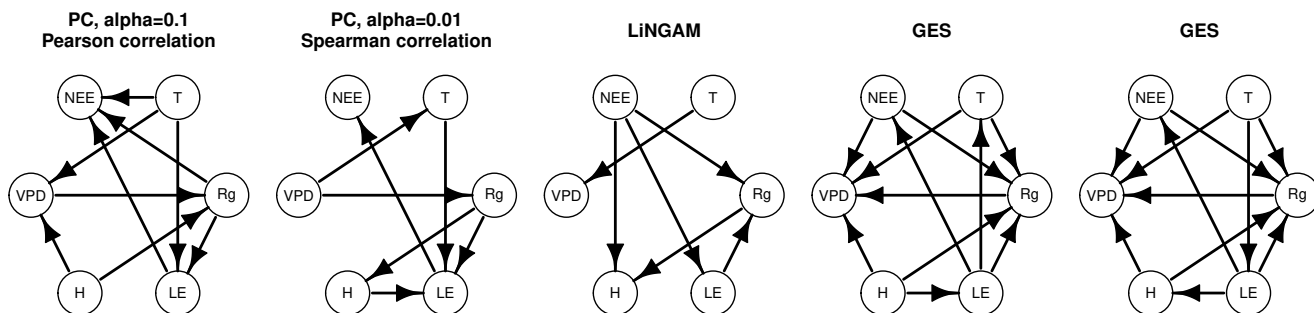 PC, alpha=0.1
Pearson correlation
PC, alpha=0.01
Spearman correlation
LiNGAM
GES
GES
NEE
T
VPD
Rg
H
LE
NEE
T
VPD
Rg
H
LE
NEE
T
VPD
Rg
H
LE
NEE
T
VPD
Rg
H
LE
NEE
T
VPD
Rg
H
LE